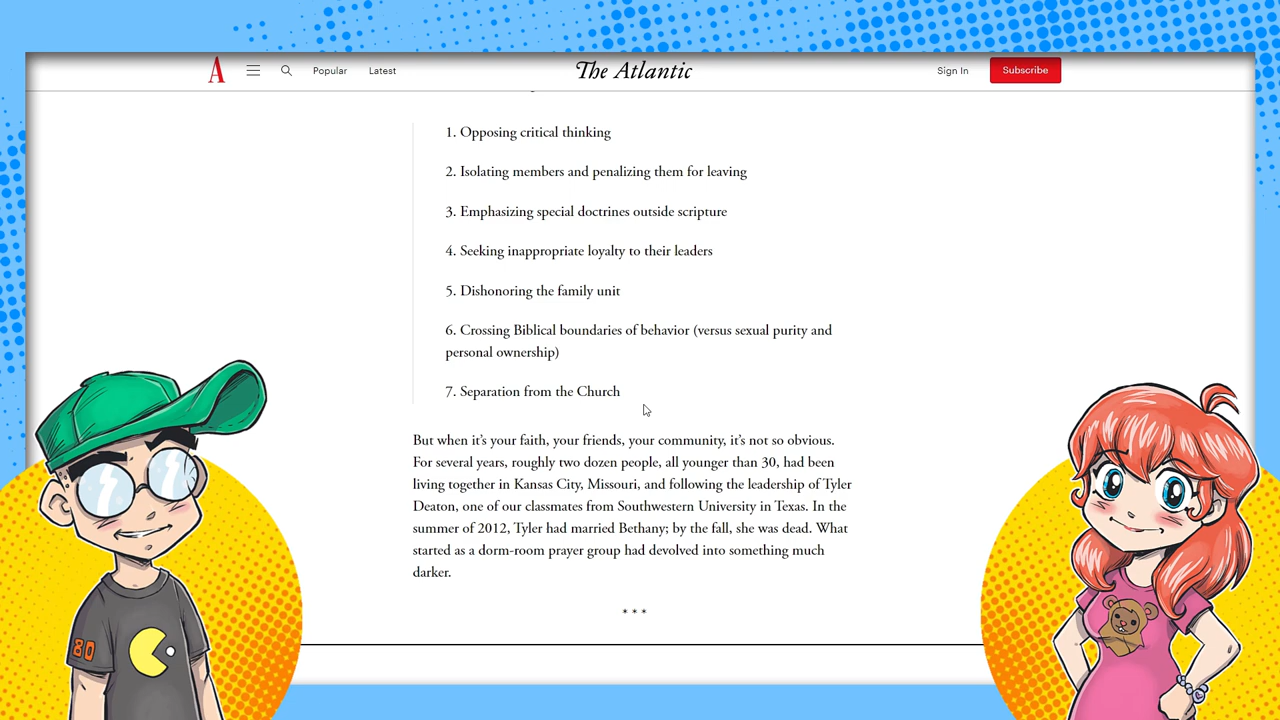 A
Popular
Latest
The Atlantic
Sign In
Subscribe
1. Opposing critical thinking
2. Isolating members and penalizing them for leaving
3. Emphasizing special doctrines outside scripture
4. Seeking inappropriate loyalty to their leaders
5. Dishonoring the family unit
6. Crossing Biblical boundaries of behavior (versus sexual purity and
personal ownership)
7. Separation from the Church
But when it’s your faith, your friends, your community, it’s not so obvious.
For several years, roughly two dozen people, all younger than 30, had been
living together in Kansas City, Missouri, and following the leadership of Tyler
Deaton, one of our classmates from Southwestern University in Texas. In the
summer of 2012, Tyler had married Bethany; by the fall, she was dead. What
started as a dorm-room prayer group had devolved into something much
darker.
* * *
80